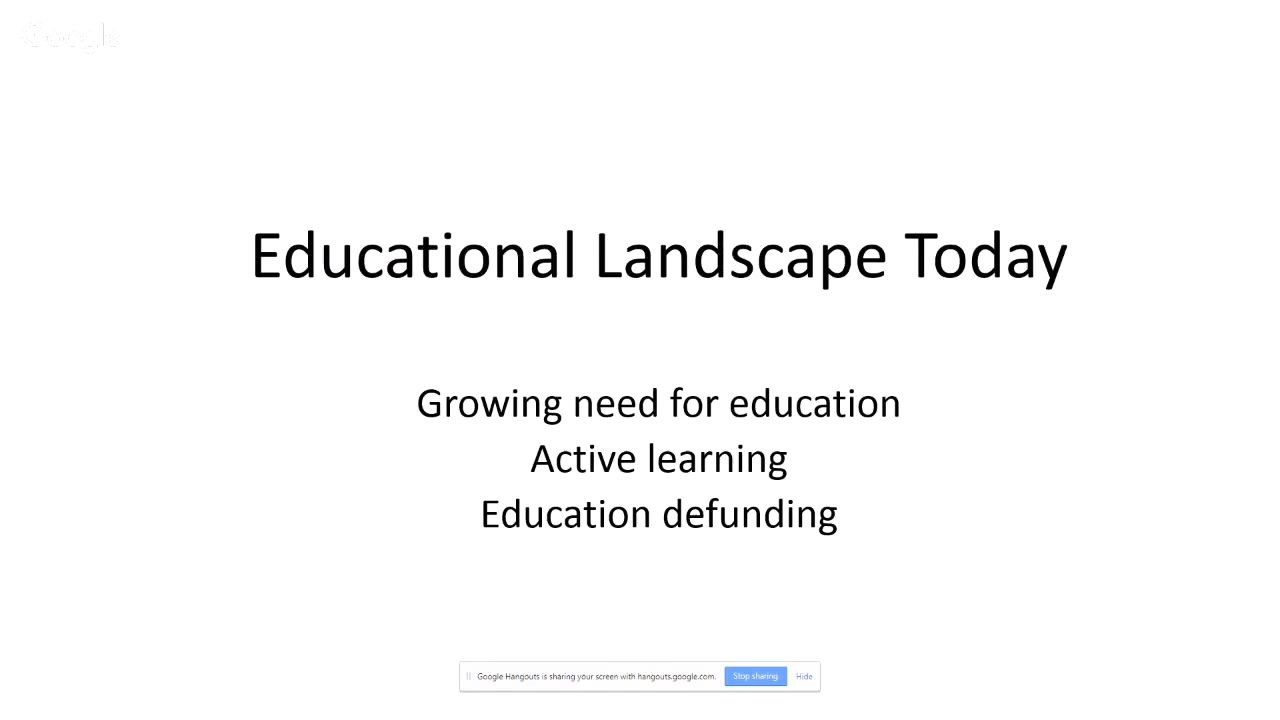 Google
Educational Landscape Today
Growing need for education
Active learning
Education defunding
Google Hangouts is sharing your screen with hangouts.google.com.
Stop sharing
Hide